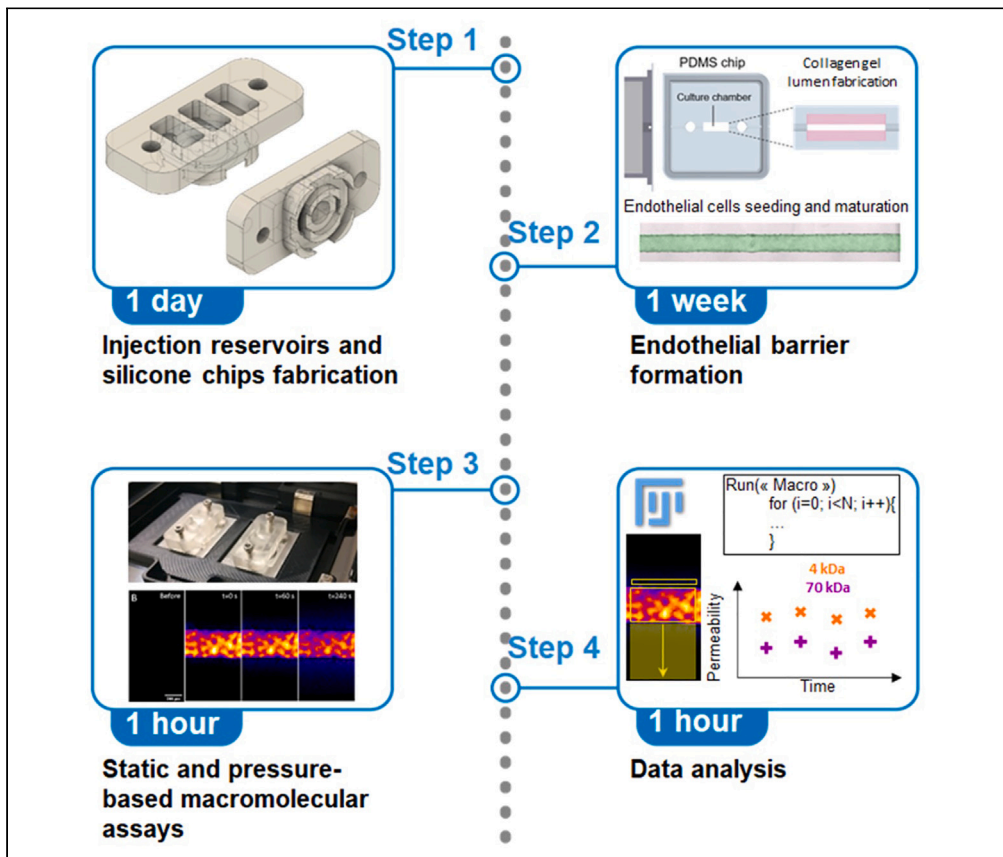 Step 1
1 day
Injection reservoirs and
silicone chips fabrication
PDMS chip
Culture chamber
Collagen gel
lumen fabrication
Endothelial cells seeding and maturation
Step 2
1 week
Endothelial barrier
formation
Step 3
B
Before
t=0 s
t=60 s
t=240 s
1 hour
Static and pressure-
based macromolecular
assays
Run(« Macro »)
for (i=0; i<N; i++){
...
}
4 kDa
70 kDa
Permeability
Time
Step 4
1 hour
Data analysis